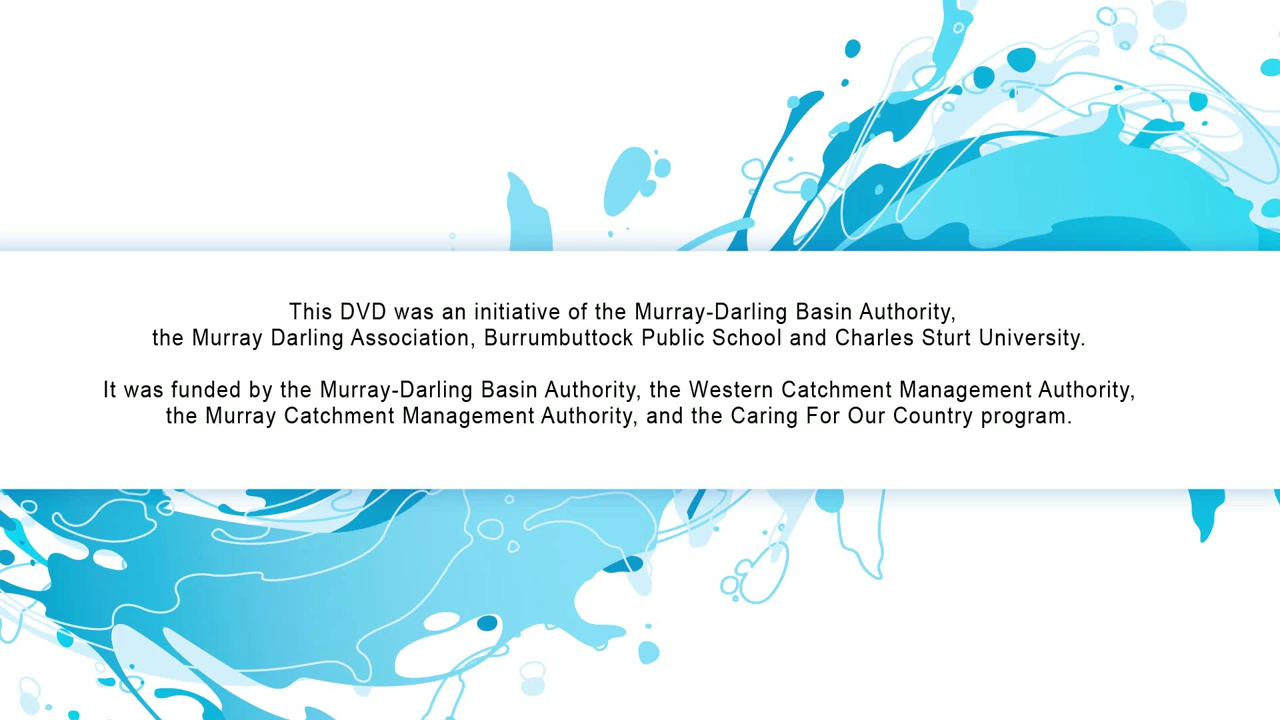 This DVD was an initiative of the Murray-Darling Basin Authority,
the Murray Darling Association, Burrumbuttock Public School and Charles Sturt University.
It was funded by the Murray-Darling Basin Authority, the Western Catchment Management Authority,
the Murray Catchment Management Authority, and the Caring For Our Country program.